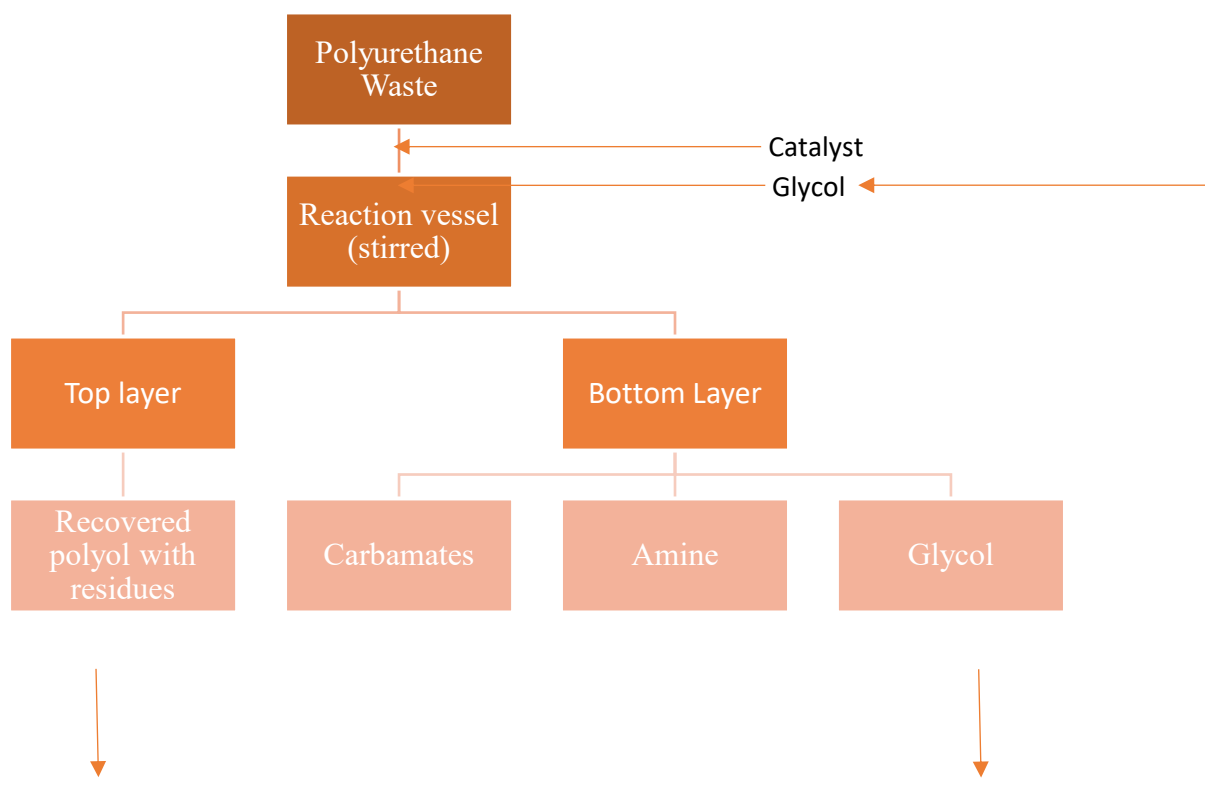 Polyurethane
Waste
Catalyst
Glycol
Reaction vessel
(stirred)
Top layer
Bottom Layer
Recovered
polyol with
residues
Carbamates
Amine
Glycol